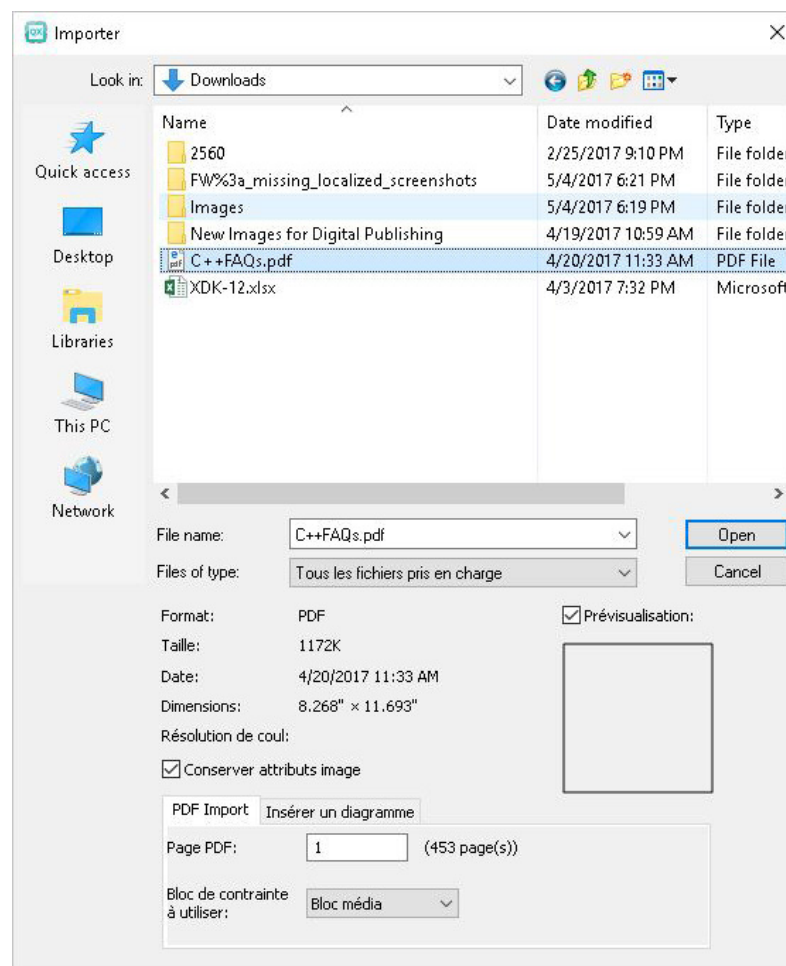 Importer
Look in: Downloads
Name Date modified Type
2560 2/25/2017 9:10 PM File folder
FW%3a_missing_localized_screenshots 5/4/2017 6:21 PM File folder
Images 5/4/2017 6:19 PM File folder
New Images for Digital Publishing 4/19/2017 10:59 AM File folder
C++FAQs.pdf 4/20/2017 11:33 AM PDF File
XDK-12.xlsx 4/3/2017 7:32 PM Microsoft
Quick access
Desktop
Libraries
This PC
Network
File name: C++FAQs.pdf Open
Files of type: Tous les fichiers pris en charge Cancel
Format: PDF Prévisualisation:
Taille: 1172K
Date: 4/20/2017 11:33 AM
Dimensions: 8.268" × 11.693"
Résolution de coul:
Conserver attributs image
PDF Import Insérer un diagramme
Page PDF: 1 (453 page(s))
Bloc de contrainte
à utiliser: Bloc média